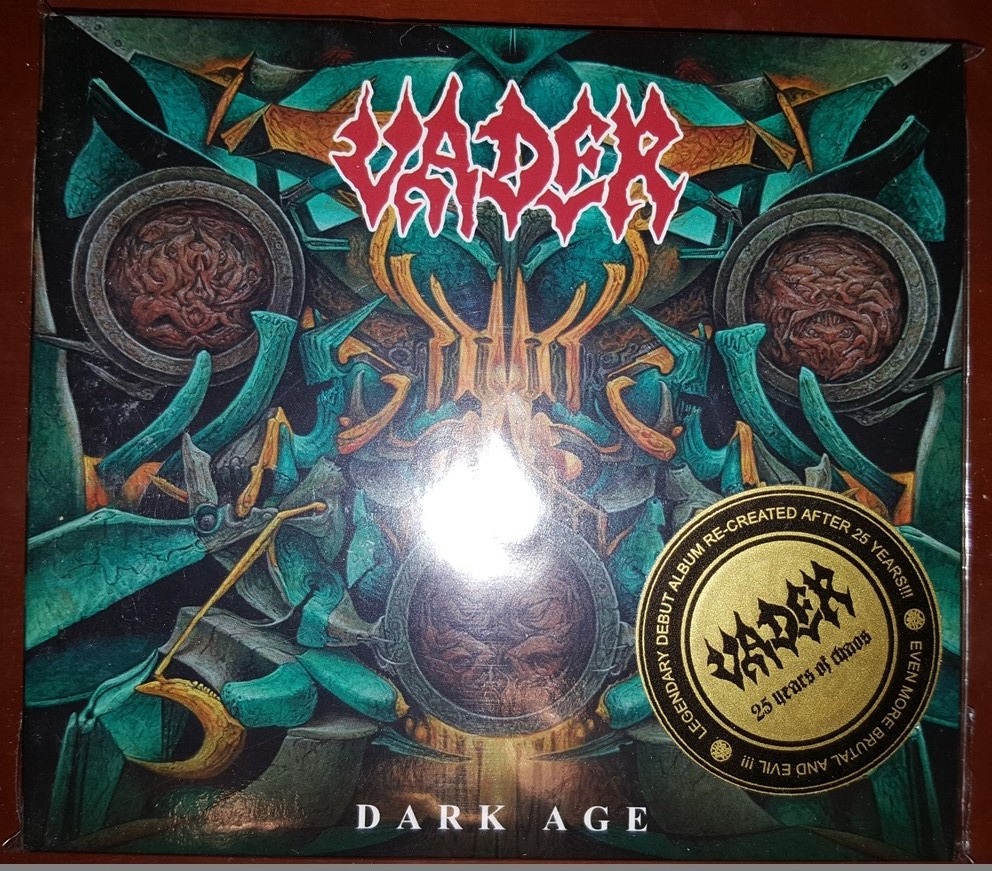 VADER
LEGENDARY DEBUT ALBUM RE-CREATED AFTER 25 YEARS!!!
EVEN MORE BRUTAL AND EVIL !!!
VADER
25 years of chaos
DARK AGE